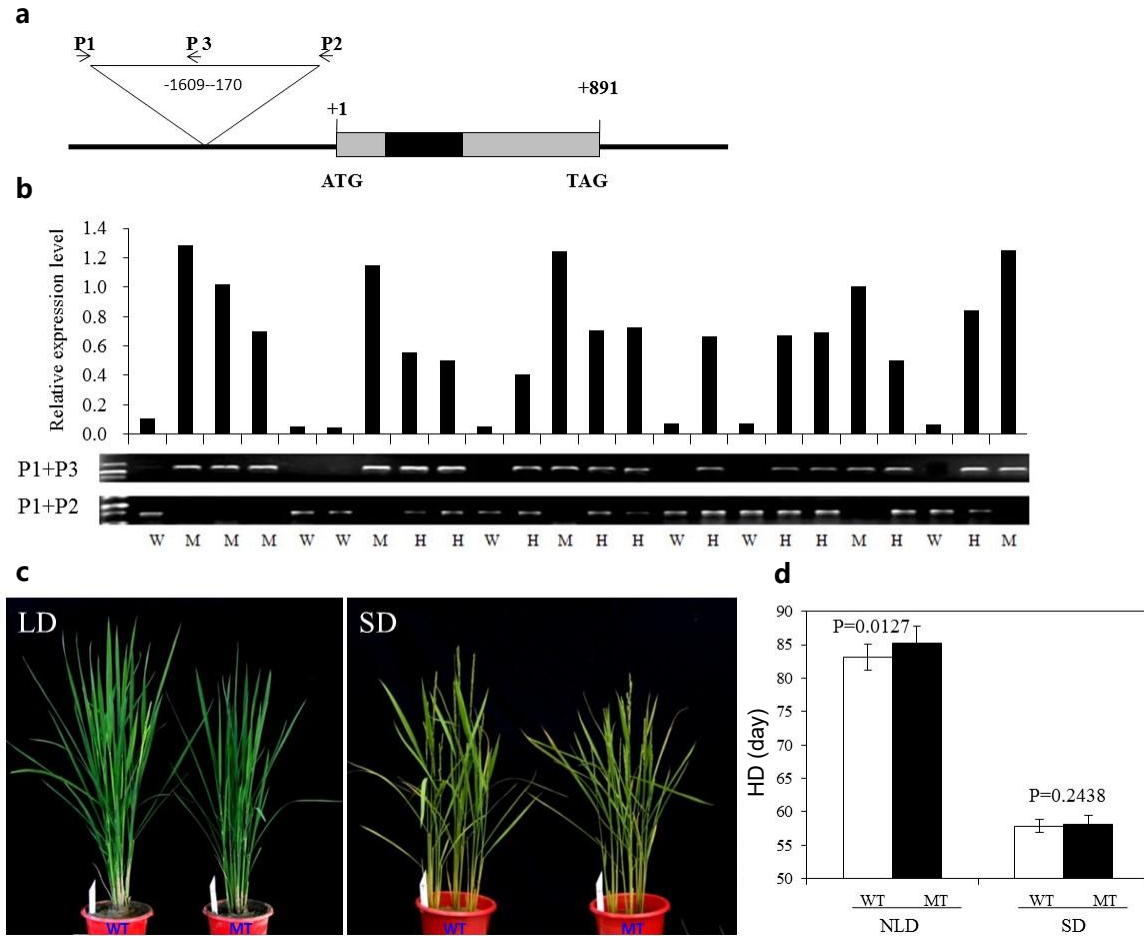 a
P1 P 3 P2
-1609--170
+1 +891
ATG TAG
b
Relative expression level
1.4
1.2
1.0
0.8
0.6
0.4
0.2
0.0
P1+P3
P1+P2
W M M M W W M H H W H M H H W H W H H M H W H M
c
LD SD
WT MT WT MT
d
HD (day)
90
85
80
75
70
65
60
55
50
P=0.0127
P=0.2438
WT MT WT MT
NLD SD